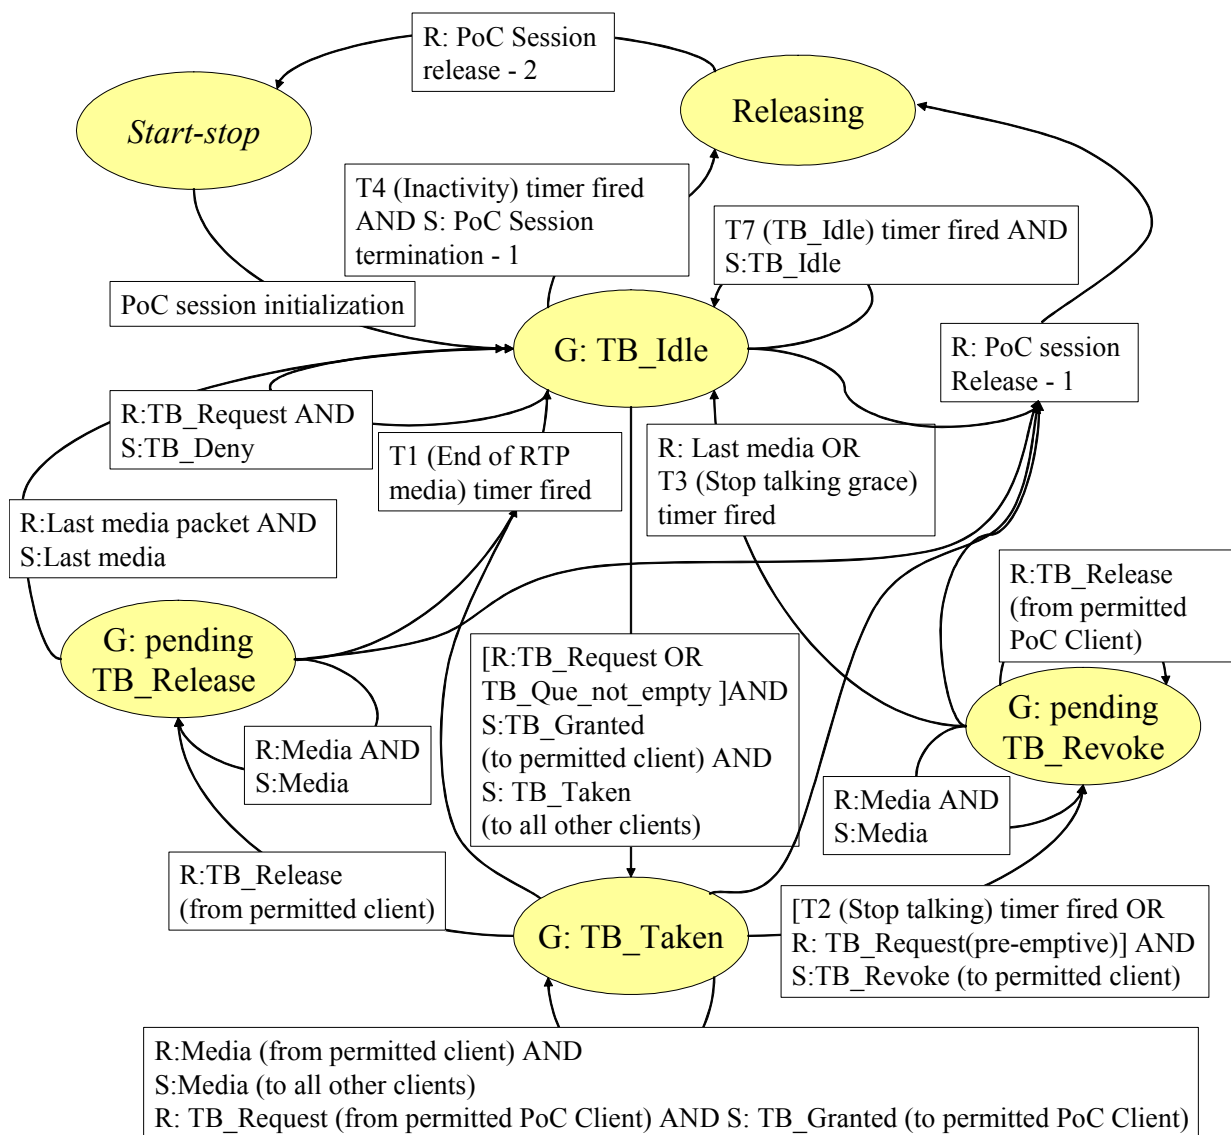 R: PoC Session
release - 2
Start-stop
Releasing
T4 (Inactivity) timer fired
AND S: PoC Session
termination - 1
T7 (TB_Idle) timer fired AND
S:TB_Idle
PoC session initialization
G: TB_Idle
R: PoC session
Release - 1
R:TB_Request AND
S:TB_Deny
T1 (End of RTP
media) timer fired
R: Last media OR
T3 (Stop talking grace)
timer fired
R:Last media packet AND
S:Last media
R:TB_Release
(from permitted
PoC Client)
G: pending
TB_Release
[R:TB_Request OR
TB_Que_not_empty ]AND
S:TB_Granted
(to permitted client) AND
S: TB_Taken
(to all other clients)
G: pending
TB_Revoke
R:Media AND
S:Media
R:Media AND
S:Media
R:TB_Release
(from permitted client)
G: TB_Taken
[T2 (Stop talking) timer fired OR
R: TB_Request(pre-emptive)] AND
S:TB_Revoke (to permitted client)
R:Media (from permitted client) AND
S:Media (to all other clients)
R: TB_Request (from permitted PoC Client) AND S: TB_Granted (to permitted PoC Client)